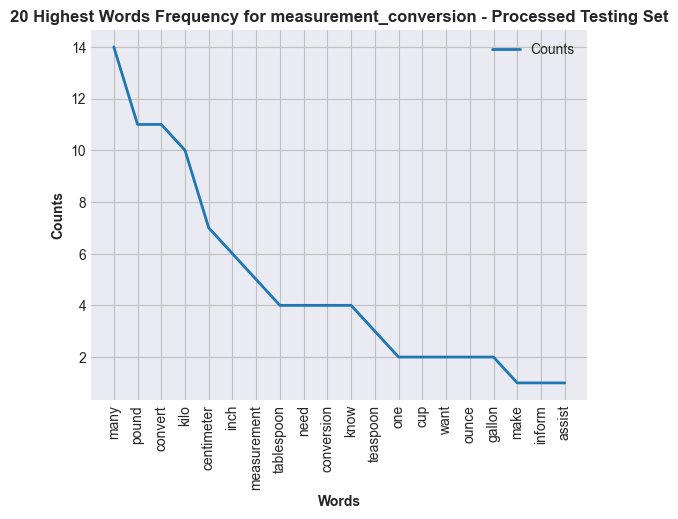 20 Highest Words Frequency for measurement_conversion - Processed Testing Set
Counts
14
12
10
8
6
4
2
Counts
many
pound
convert
kilo
centimeter
inch
measurement
tablespoon
need
conversion
know
teaspoon
one
cup
want
ounce
gallon
make
inform
assist
Words